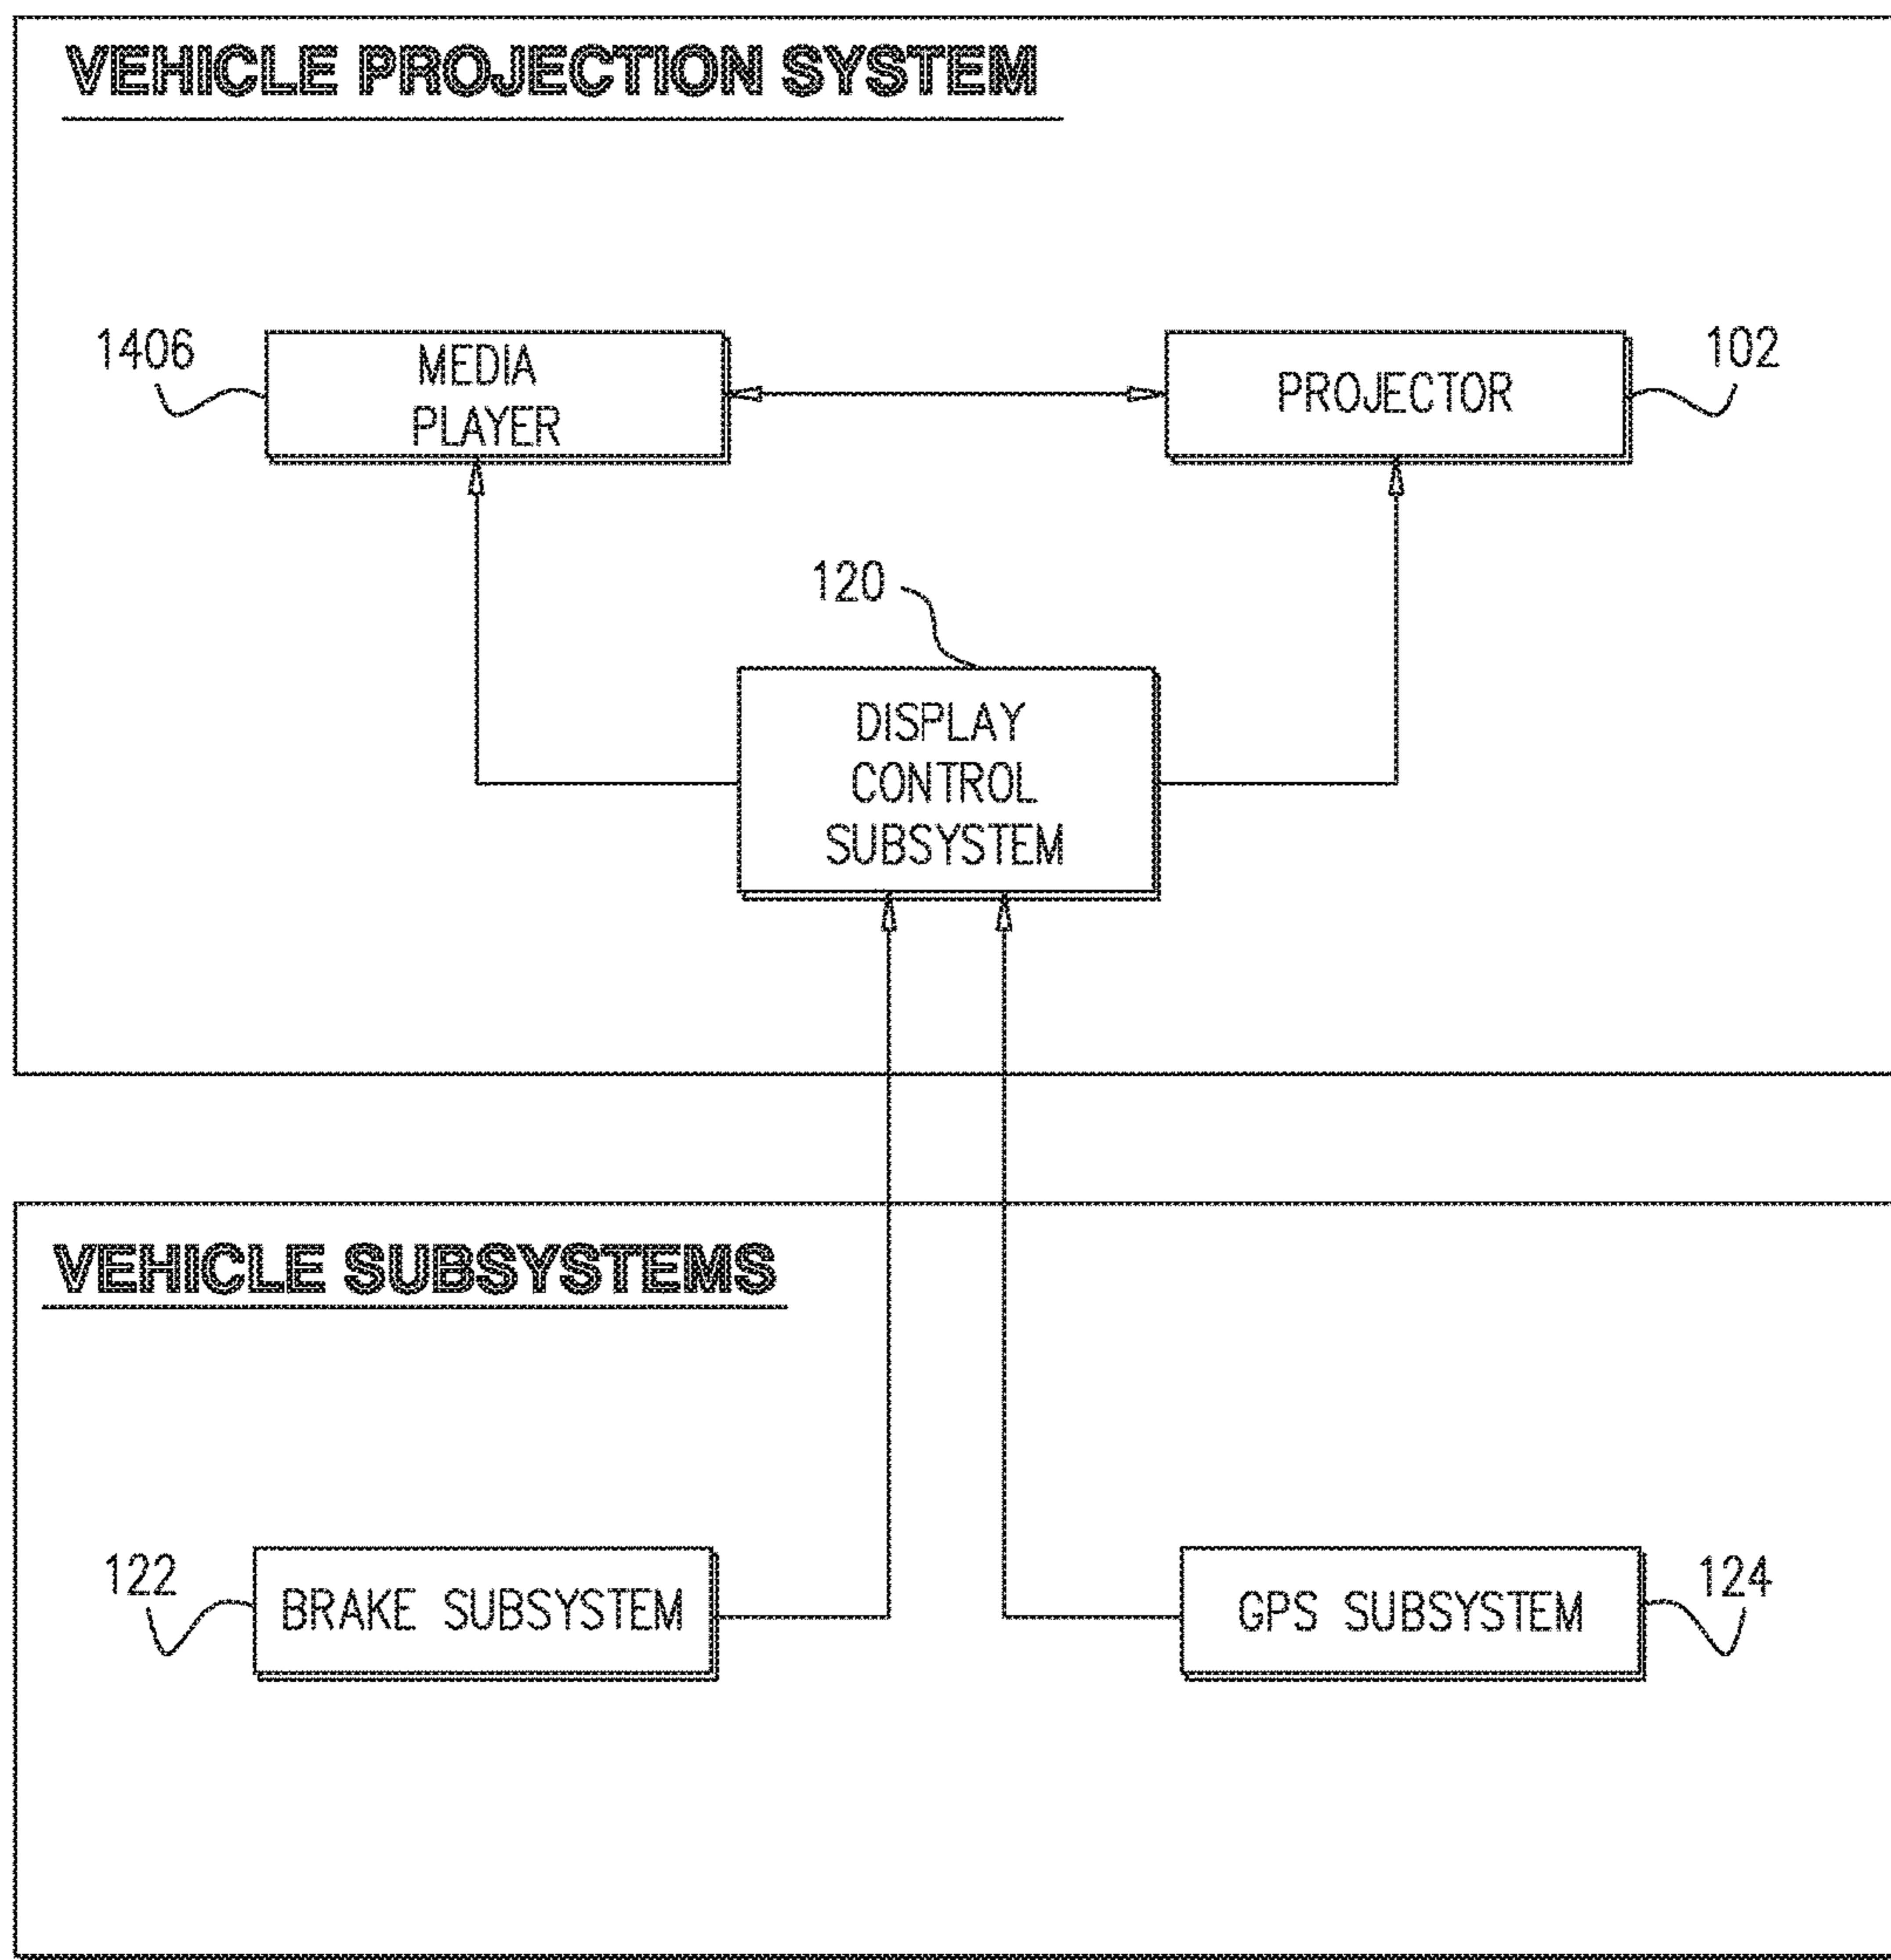 VEHICLE PROJECTION SYSTEM
1406
MEDIA
PLAYER
PROJECTOR
102
120
DISPLAY
CONTROL
SUBSYSTEM
VEHICLE SUBSYSTEMS
122
BRAKE SUBSYSTEM
GPS SUBSYSTEM
124